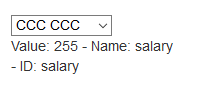 CCC CCC
Value: 255 - Name: salary
- ID: salary